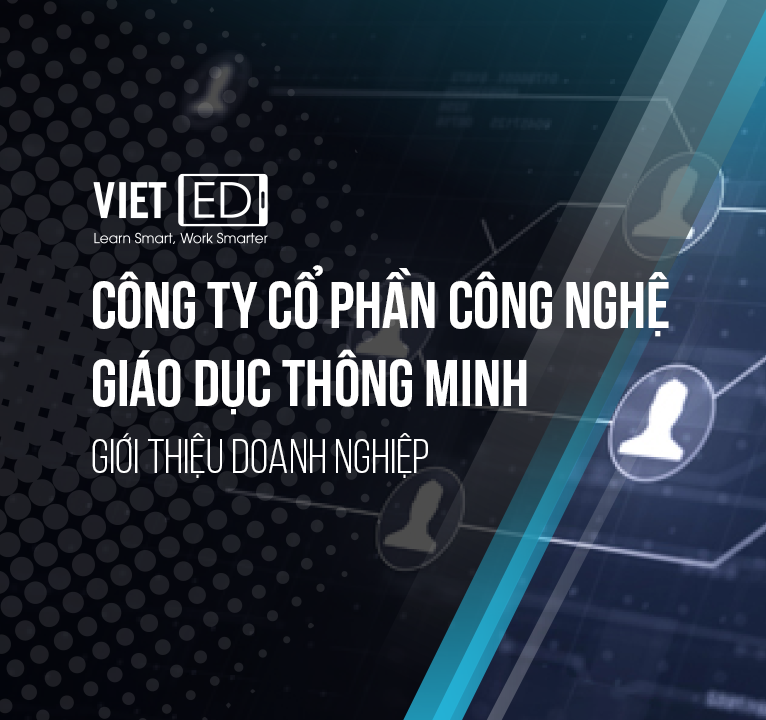 VIET ED
Learn Smart, Work Smarter
CÔNG TY CỔ PHẦN CÔNG NGHỆ
GIÁO DỤC THÔNG MINH
GIỚI THIỆU DOANH NGHIỆP